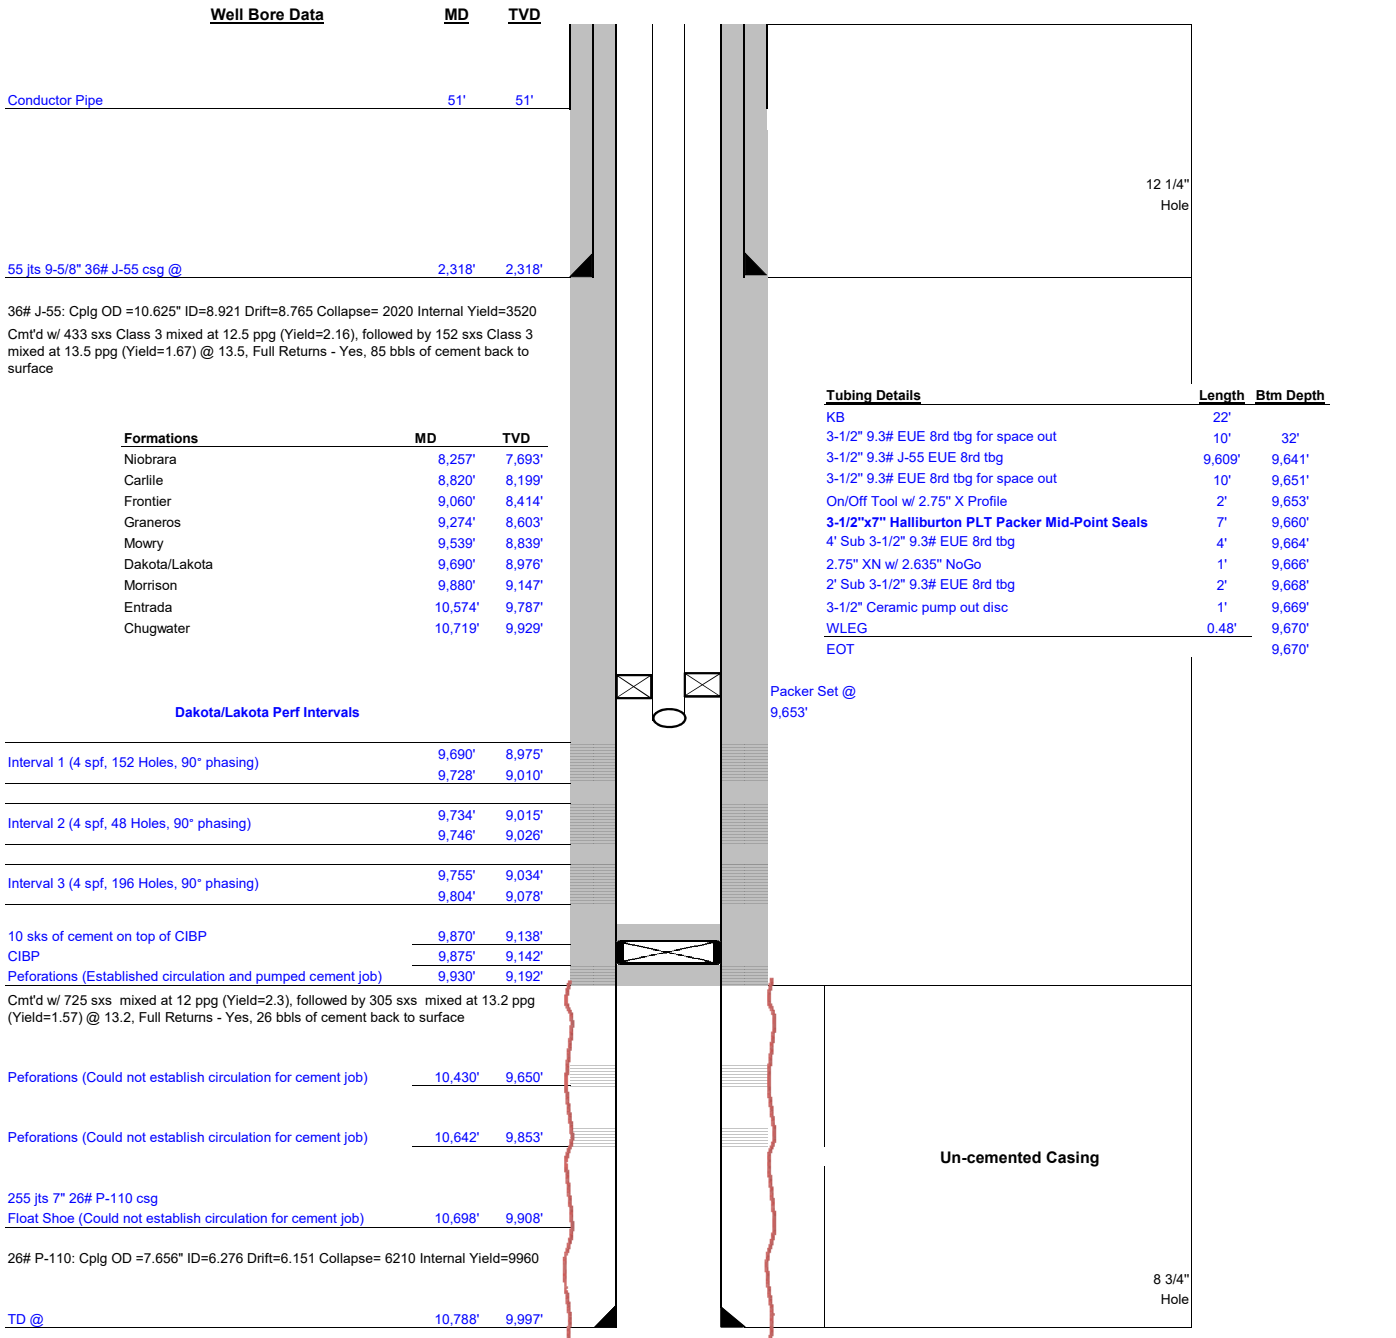 Well Bore Data MD TVD
Conductor Pipe 51' 51'
12 1/4"
Hole
55 jts 9-5/8" 36# J-55 csg @ 2,318' 2,318'
36# J-55: Cplg OD =10.625" ID=8.921 Drift=8.765 Collapse= 2020 Internal Yield=3520
Cmt'd w/ 433 sxs Class 3 mixed at 12.5 ppg (Yield=2.16), followed by 152 sxs Class 3
mixed at 13.5 ppg (Yield=1.67) @ 13.5, Full Returns - Yes, 85 bbls of cement back to
surface
Formations MD TVD
Niobrara 8,257' 7,693'
Carlile 8,820' 8,199'
Frontier 9,060' 8,414'
Graneros 9,274' 8,603'
Mowry 9,539' 8,839'
Dakota/Lakota 9,690' 8,976'
Morrison 9,880' 9,147'
Entrada 10,574' 9,787'
Chugwater 10,719' 9,929'
Tubing Details Length Btm Depth
KB 22'
3-1/2" 9.3# EUE 8rd tbg for space out 10' 32'
3-1/2" 9.3# J-55 EUE 8rd tbg 9,609' 9,641'
3-1/2" 9.3# EUE 8rd tbg for space out 10' 9,651'
On/Off Tool w/ 2.75" X Profile 2' 9,653'
3-1/2"x7" Halliburton PLT Packer Mid-Point Seals 7' 9,660'
4' Sub 3-1/2" 9.3# EUE 8rd tbg 4' 9,664'
2.75" XN w/ 2.635" NoGo 1' 9,666'
2' Sub 3-1/2" 9.3# EUE 8rd tbg 2' 9,668'
3-1/2" Ceramic pump out disc 1' 9,669'
WLEG 0.48' 9,670'
EOT 9,670'
Packer Set @
9,653'
Dakota/Lakota Perf Intervals
9,690' 8,975'
Interval 1 (4 spf, 152 Holes, 90° phasing)
9,728' 9,010'
9,734' 9,015'
Interval 2 (4 spf, 48 Holes, 90° phasing)
9,746' 9,026'
9,755' 9,034'
Interval 3 (4 spf, 196 Holes, 90° phasing)
9,804' 9,078'
10 sks of cement on top of CIBP 9,870' 9,138'
CIBP 9,875' 9,142'
Peforations (Established circulation and pumped cement job) 9,930' 9,192'
Cmt'd w/ 725 sxs  mixed at 12 ppg (Yield=2.3), followed by 305 sxs  mixed at 13.2 ppg
(Yield=1.57) @ 13.2, Full Returns - Yes, 26 bbls of cement back to surface
Peforations (Could not establish circulation for cement job) 10,430' 9,650'
Peforations (Could not establish circulation for cement job) 10,642' 9,853'
Un-cemented Casing
255 jts 7" 26# P-110 csg
Float Shoe (Could not establish circulation for cement job) 10,698' 9,908'
26# P-110: Cplg OD =7.656" ID=6.276 Drift=6.151 Collapse= 6210 Internal Yield=9960
8 3/4"
Hole
TD @ 10,788' 9,997'